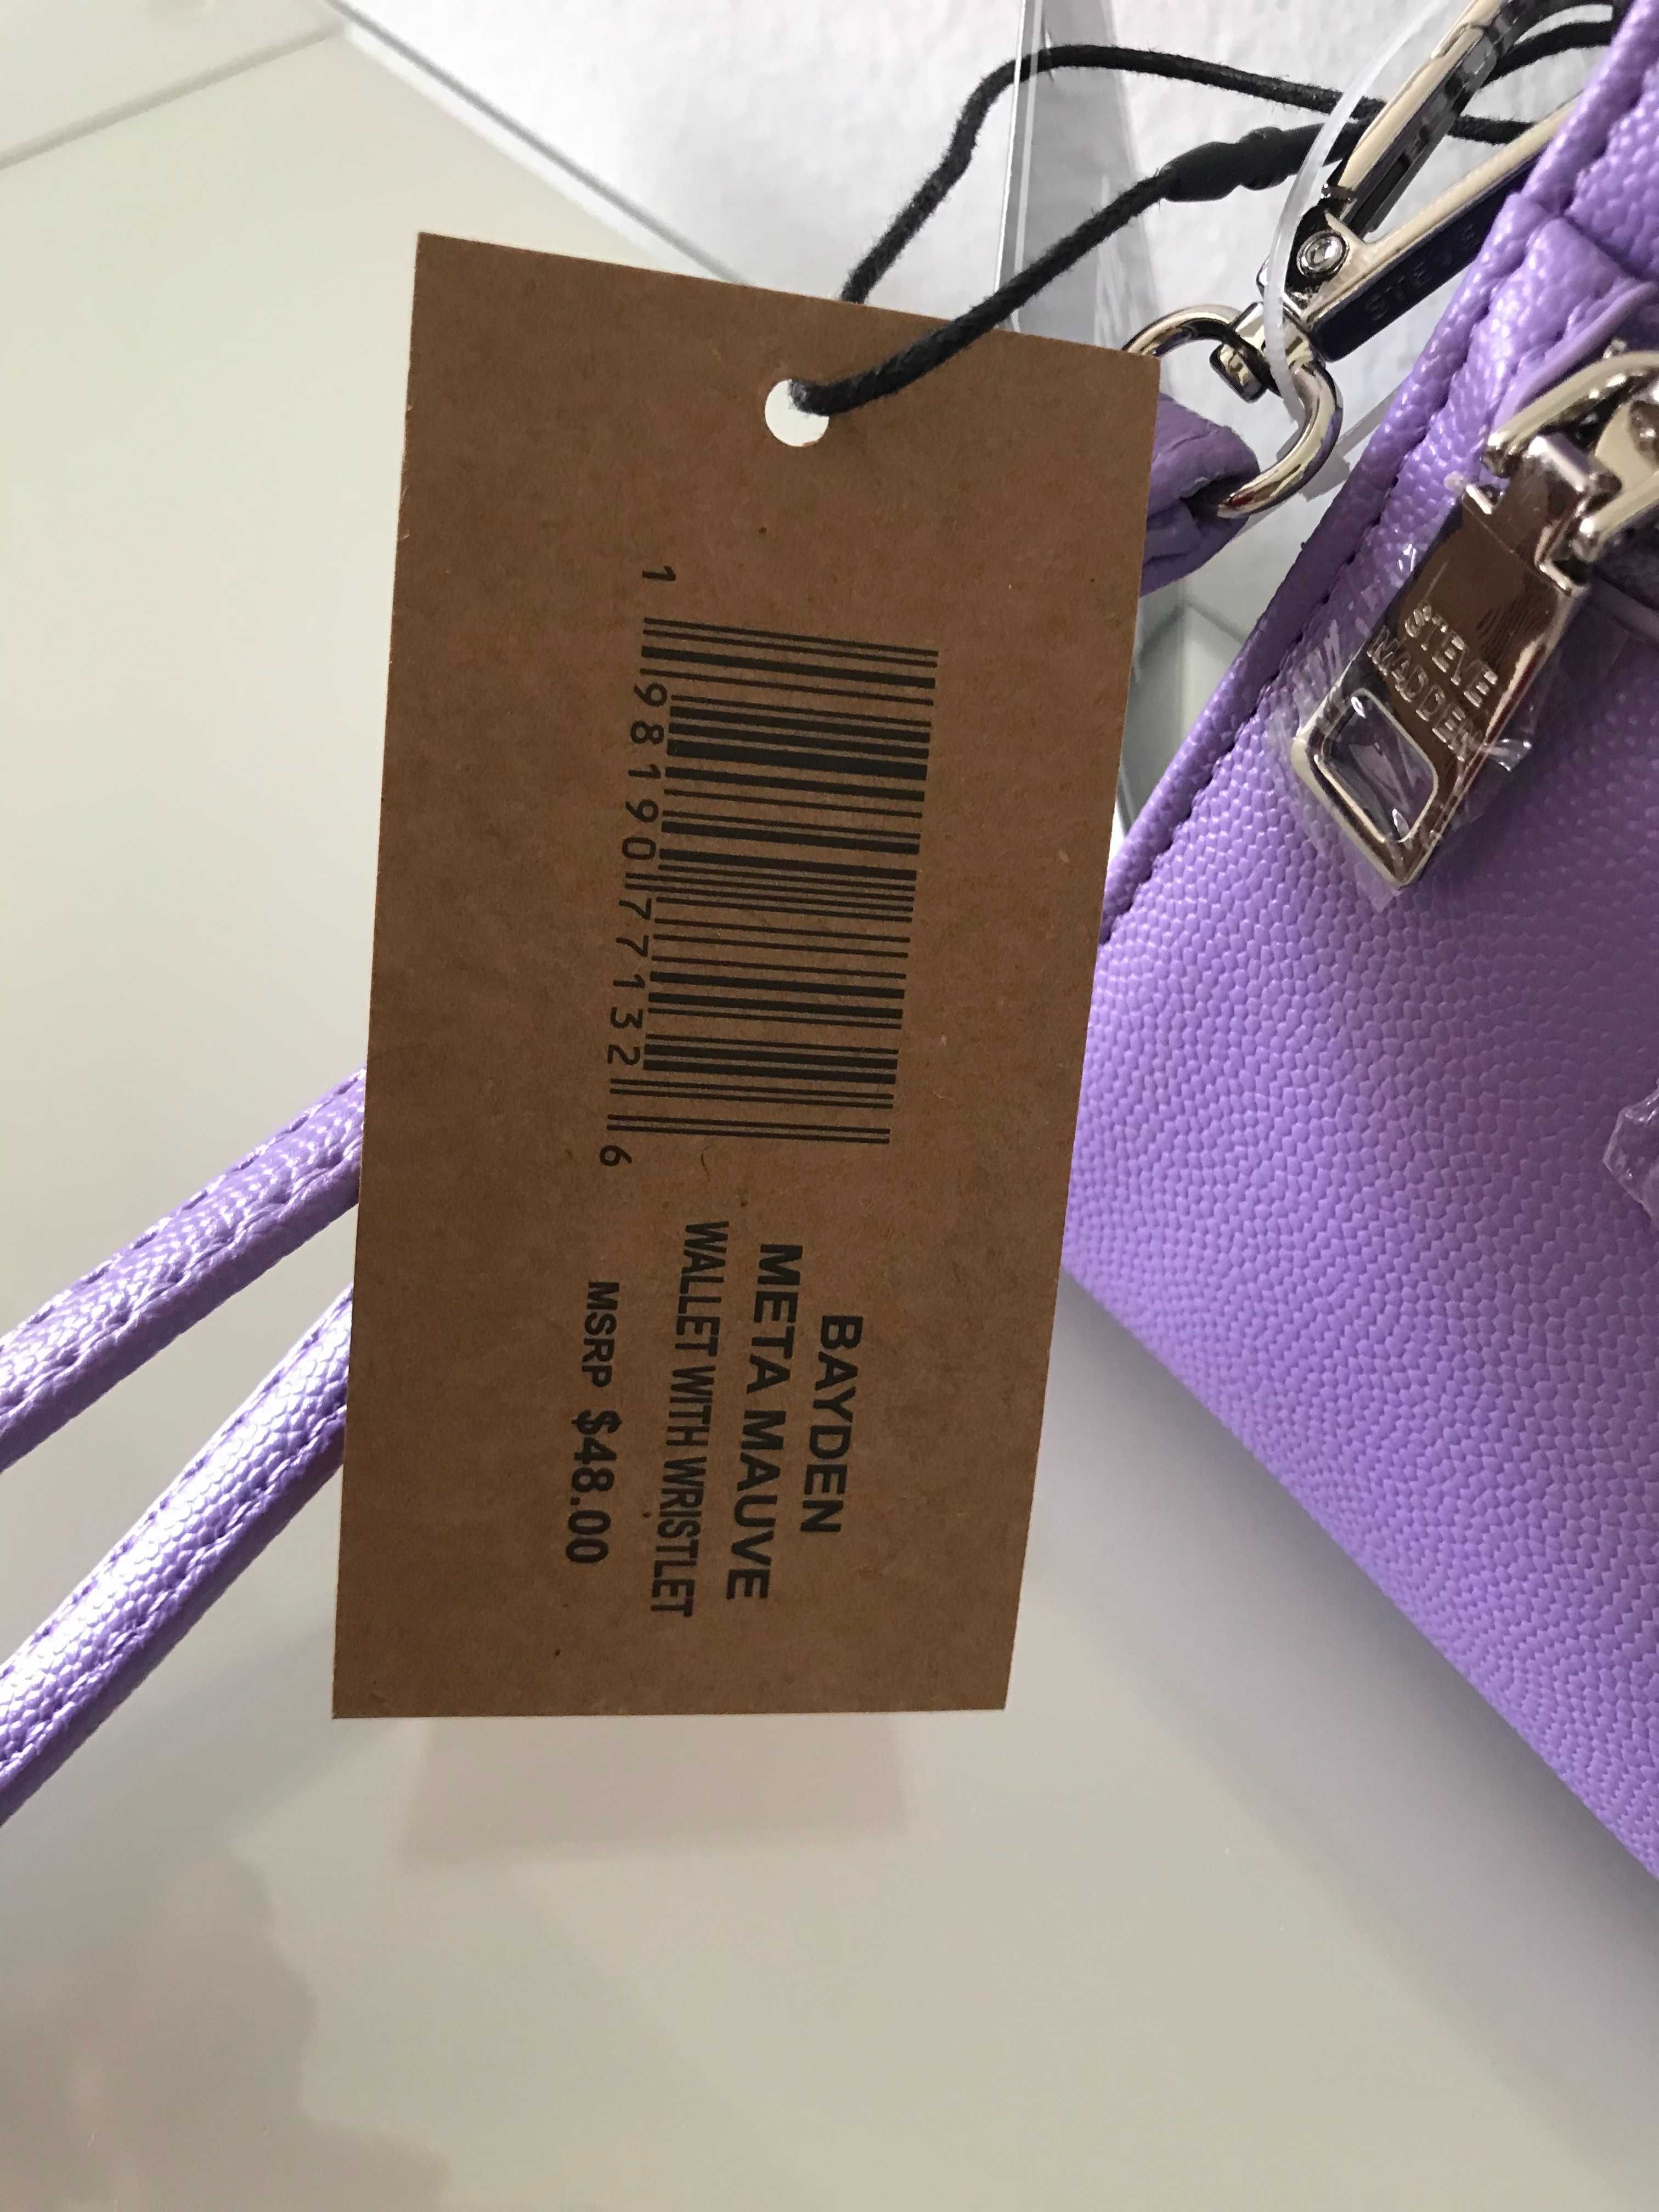 BAYDEN
META MAUVE
WALLET WITH WRISTLET
MSRP $48.00
1 98190 77132 6
STEVE
MADDEN